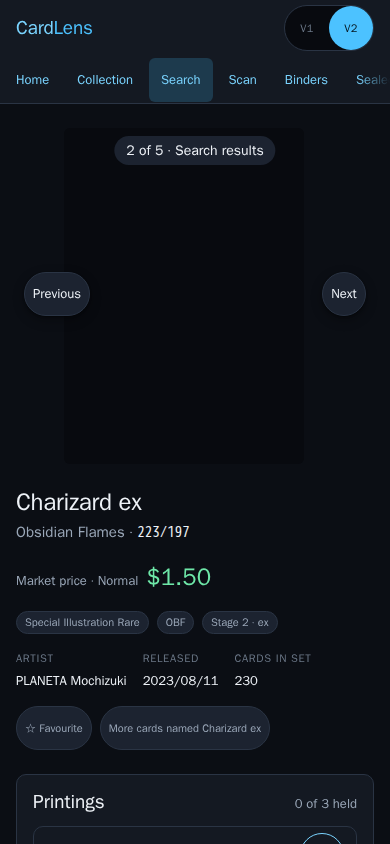 CardLens
V1
V2
Home
Collection
Search
Scan
Binders
2 of 5 · Search results
Previous
Next
Charizard ex
Obsidian Flames · 223/197
Market price · Normal $1.50
Special Illustration Rare
OBF
Stage 2 · ex
ARTIST
RELEASED
CARDS IN SET
PLANETA Mochizuki
2023/08/11
230
☆ Favourite
More cards named Charizard ex
Printings
0 of 3 held